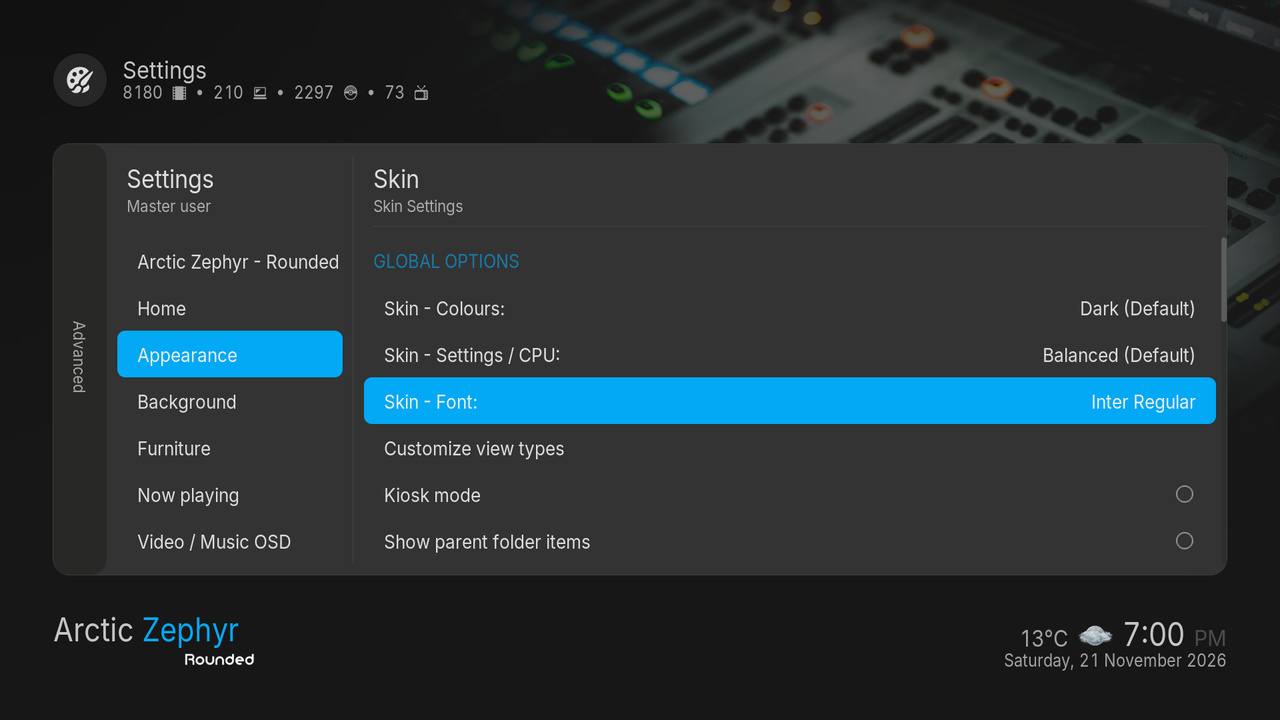 Settings
8180 • 210 • 2297 • 73
Advanced
Settings
Master user
Arctic Zephyr - Rounded
Home
Appearance
Background
Furniture
Now playing
Video / Music OSD
Skin
Skin Settings
GLOBAL OPTIONS
Skin - Colours: Dark (Default)
Skin - Settings / CPU: Balanced (Default)
Skin - Font: Inter Regular
Customize view types
Kiosk mode
Show parent folder items
Arctic Zephyr
Rounded
13°C 7:00 PM
Saturday, 21 November 2026